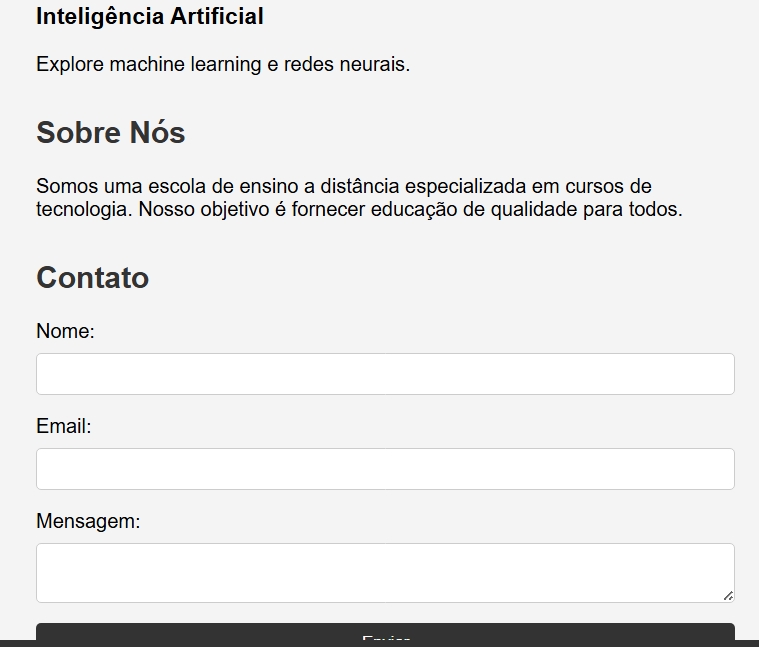 Inteligência Artificial
Explore machine learning e redes neurais.
Sobre Nós
Somos uma escola de ensino a distância especializada em cursos de
tecnologia. Nosso objetivo é fornecer educação de qualidade para todos.
Contato
Nome:
Email:
Mensagem:
Enviar